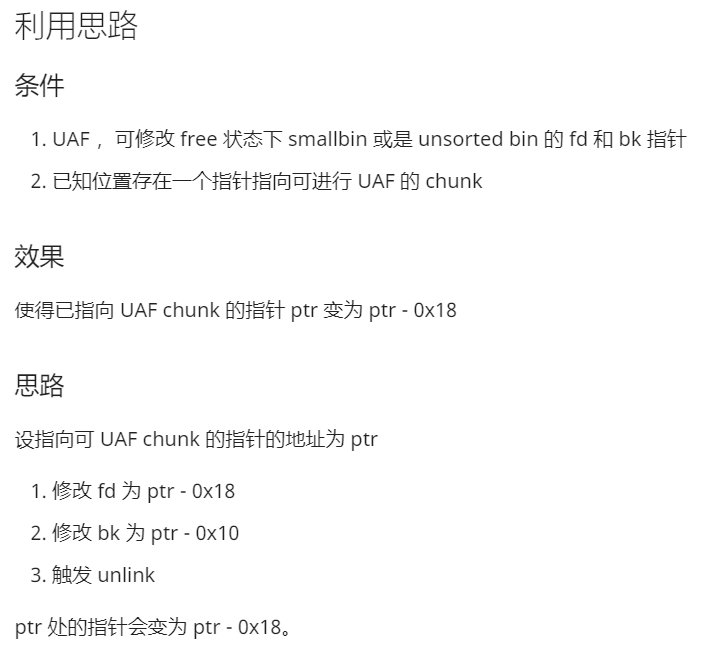 利用思路
条件
1. UAF ，可修改 free 状态下 smallbin 或是 unsorted bin 的 fd 和 bk 指针
2. 已知位置存在一个指针指向可进行 UAF 的 chunk
效果
使得已指向 UAF chunk 的指针 ptr 变为 ptr - 0x18
思路
设指向可 UAF chunk 的指针的地址为 ptr
1. 修改 fd 为 ptr - 0x18
2. 修改 bk 为 ptr - 0x10
3. 触发 unlink
ptr 处的指针会变为 ptr - 0x18。